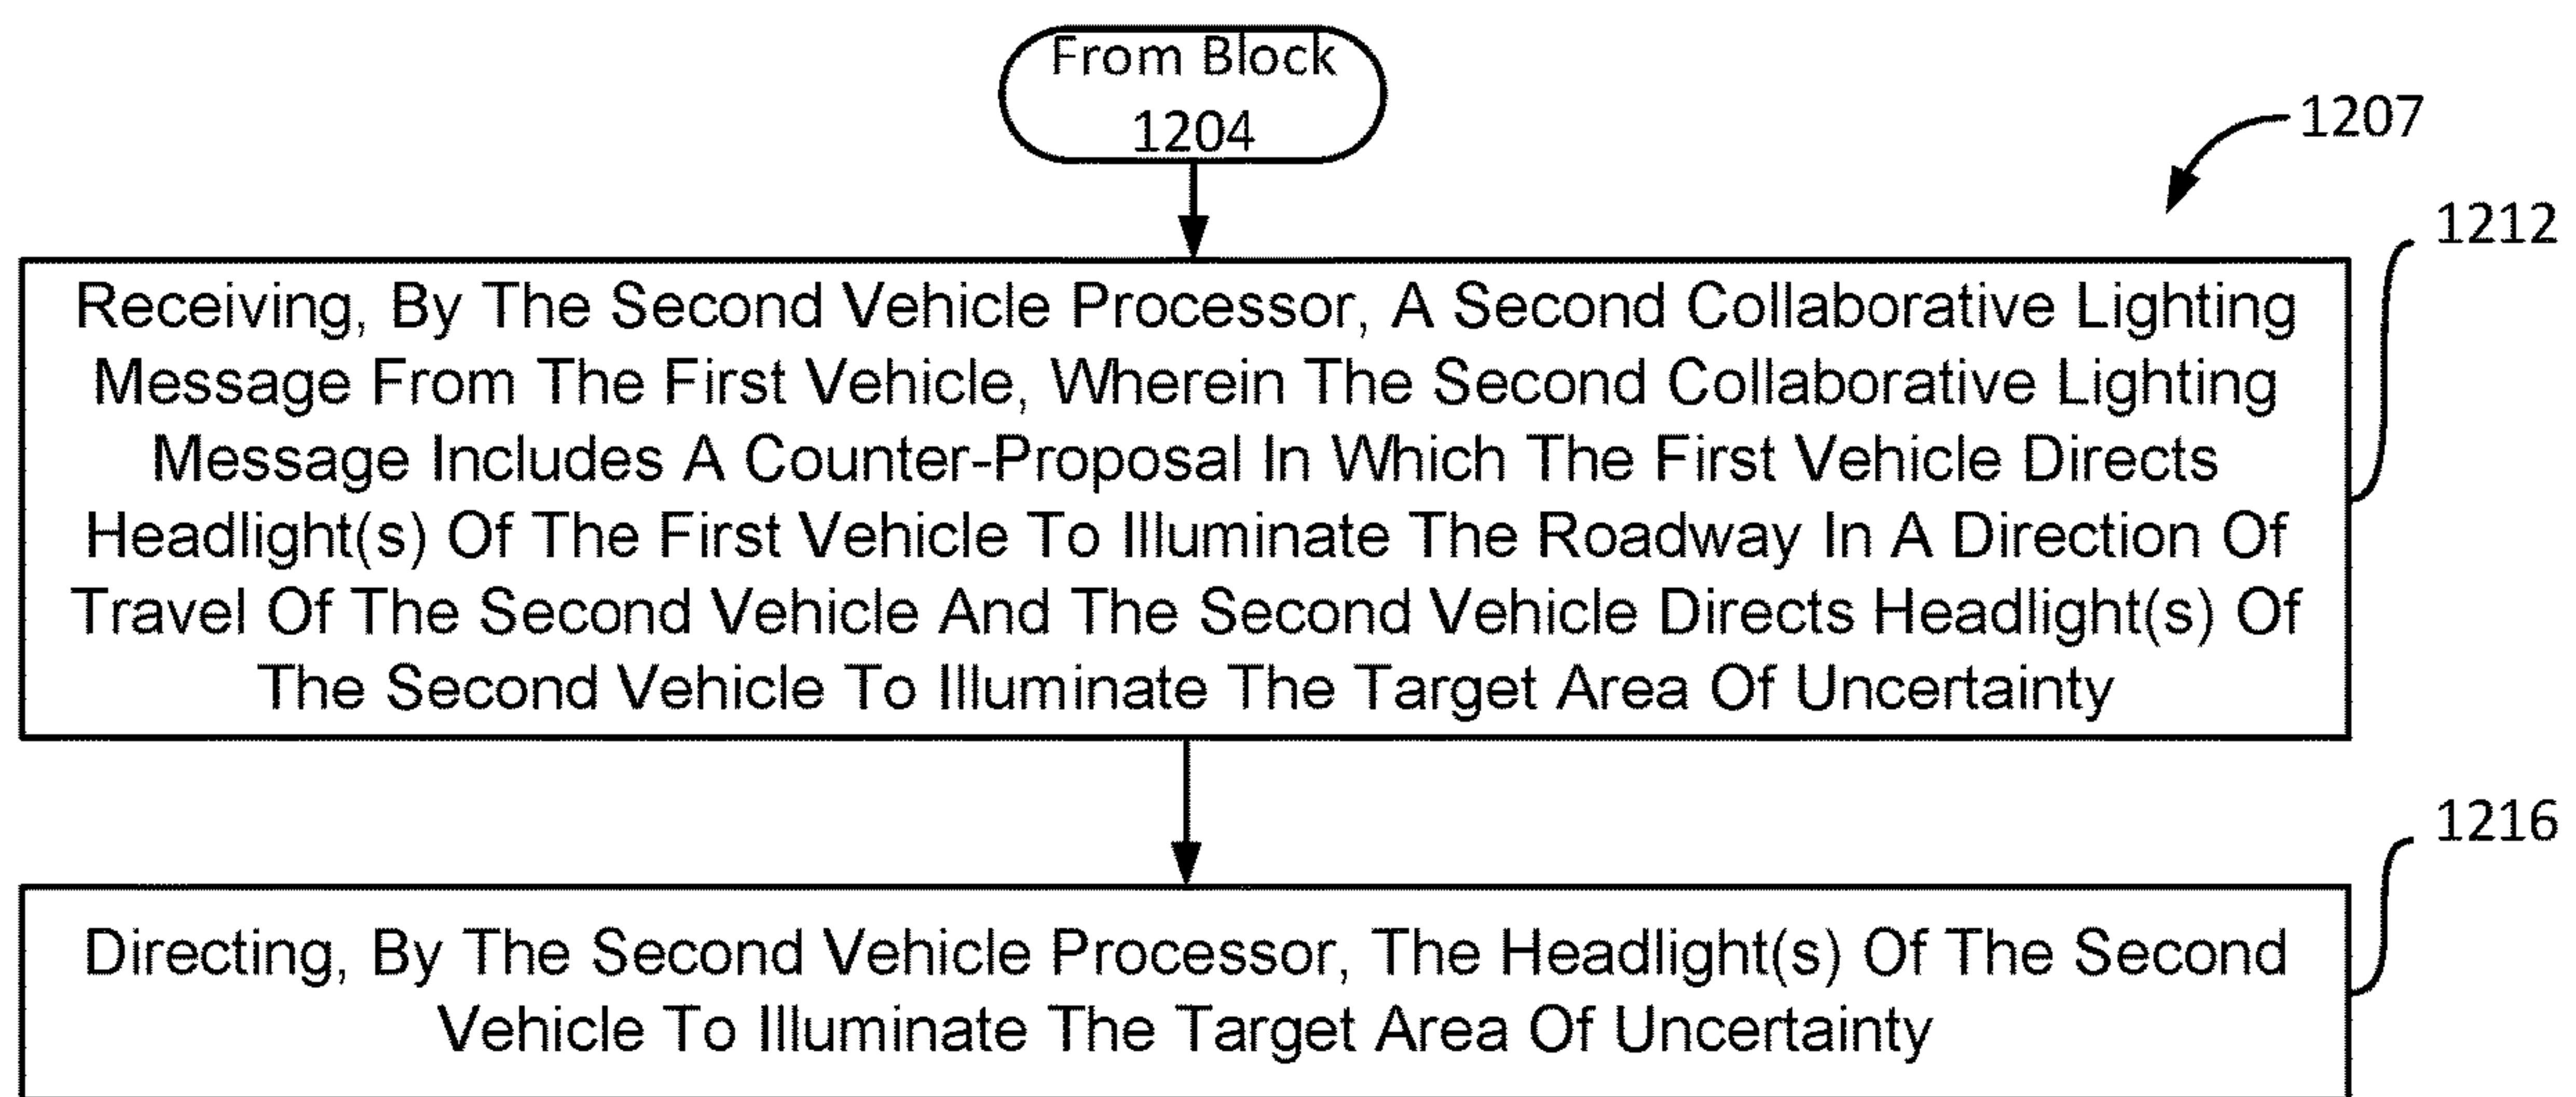 From Block
1204
1207
1212
Receiving, By The Second Vehicle Processor, A Second Collaborative Lighting
Message From The First Vehicle, Wherein The Second Collaborative Lighting
Message Includes A Counter-Proposal In Which The First Vehicle Directs
Headlight(s) Of The First Vehicle To Illuminate The Roadway In A Direction Of
Travel Of The Second Vehicle And The Second Vehicle Directs Headlight(s) Of
The Second Vehicle To Illuminate The Target Area Of Uncertainty
1216
Directing, By The Second Vehicle Processor, The Headlight(s) Of The Second
Vehicle To Illuminate The Target Area Of Uncertainty